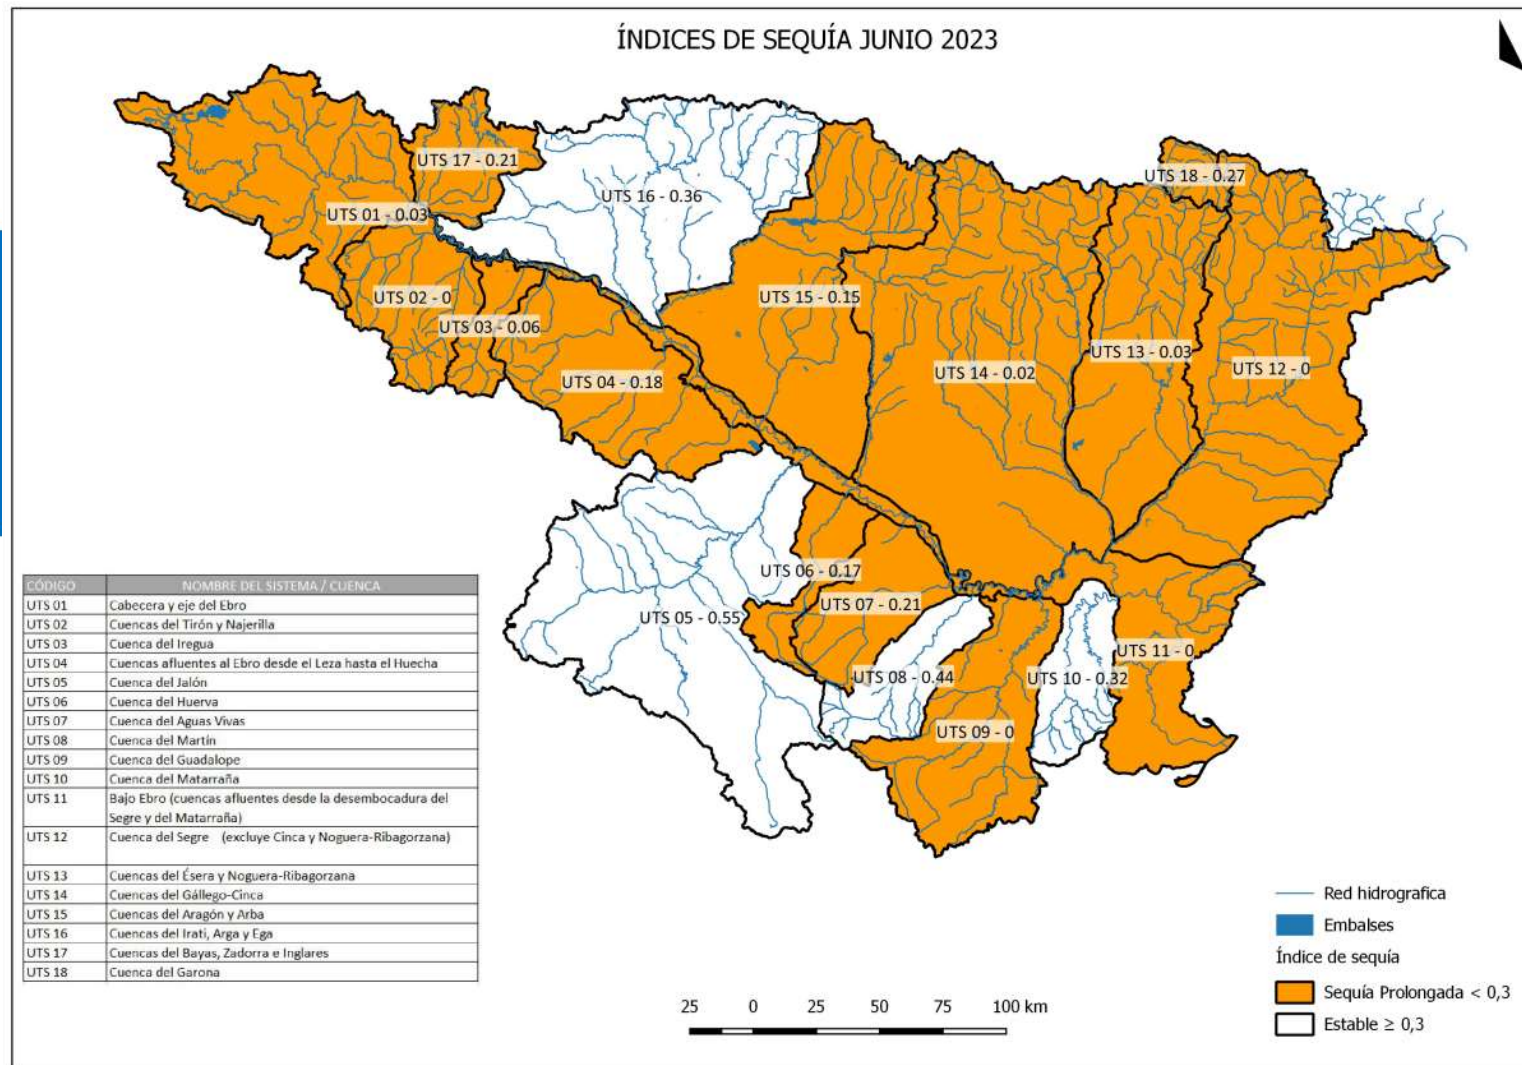 ÍNDICES DE SEQUÍA JUNIO 2023
UTS 17 - 0.21
UTS 18 - 0.27
UTS 16 - 0.36
UTS 01 - 0.03
UTS 02 - 0
UTS 15 - 0.15
UTS 03 - 0.06
UTS 13 - 0.03
UTS 14 - 0.02
UTS 12 - 0
UTS 04 - 0.18
UTS 06 - 0.17
UTS 07 - 0.21
UTS 05 - 0.55
UTS 11 - 0
UTS 08 - 0.44
UTS 10 - 0.32
UTS 09 - 0
CÓDIGO NOMBRE DEL SISTEMA / CUENCA
UTS 01 Cabecera y eje del Ebro
UTS 02 Cuencas del Tirón y Najerilla
UTS 03 Cuenca del Iregua
UTS 04 Cuencas afluentes al Ebro desde el Leza hasta el Huecha
UTS 05 Cuenca del Jalón
UTS 06 Cuenca del Huerva
UTS 07 Cuenca del Aguas Vivas
UTS 08 Cuenca del Martín
UTS 09 Cuenca del Guadalope
UTS 10 Cuenca del Matarraña
UTS 11 Bajo Ebro (cuencas afluentes desde la desembocadura del
Segre y del Matarraña)
UTS 12 Cuenca del Segre (excluye Cinca y Noguera-Ribagorzana)
UTS 13 Cuencas del Ésera y Noguera-Ribagorzana
UTS 14 Cuencas del Gállego-Cinca
UTS 15 Cuencas del Aragón y Arba
UTS 16 Cuencas del Irati, Arga y Ega
UTS 17 Cuencas del Bayas, Zadorra e Inglares
UTS 18 Cuenca del Garona
Red hidrografica
Embalses
Índice de sequía
Sequía Prolongada < 0,3
Estable ≥ 0,3
25 0 25 50 75 100 km